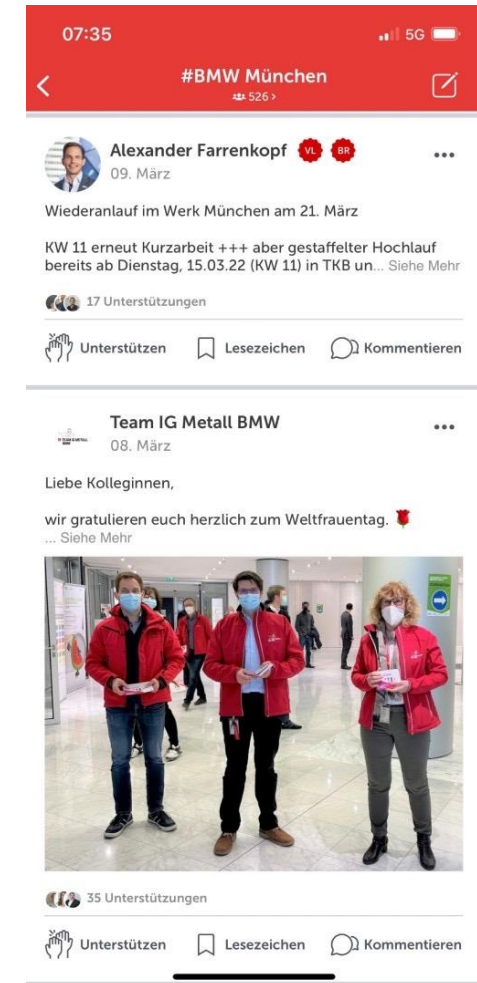 07:35
5G
#BMW München
526 >
Alexander Farrenkopf VL BR
09. März
Wiederanlauf im Werk München am 21. März
KW 11 erneut Kurzarbeit +++ aber gestaffelter Hochlauf
bereits ab Dienstag, 15.03.22 (KW 11) in TKB un... Siehe Mehr
17 Unterstützungen
Unterstützen Lesezeichen Kommentieren
Team IG Metall BMW
08. März
Liebe Kolleginnen,
wir gratulieren euch herzlich zum Weltfrauentag.
... Siehe Mehr
35 Unterstützungen
Unterstützen Lesezeichen Kommentieren